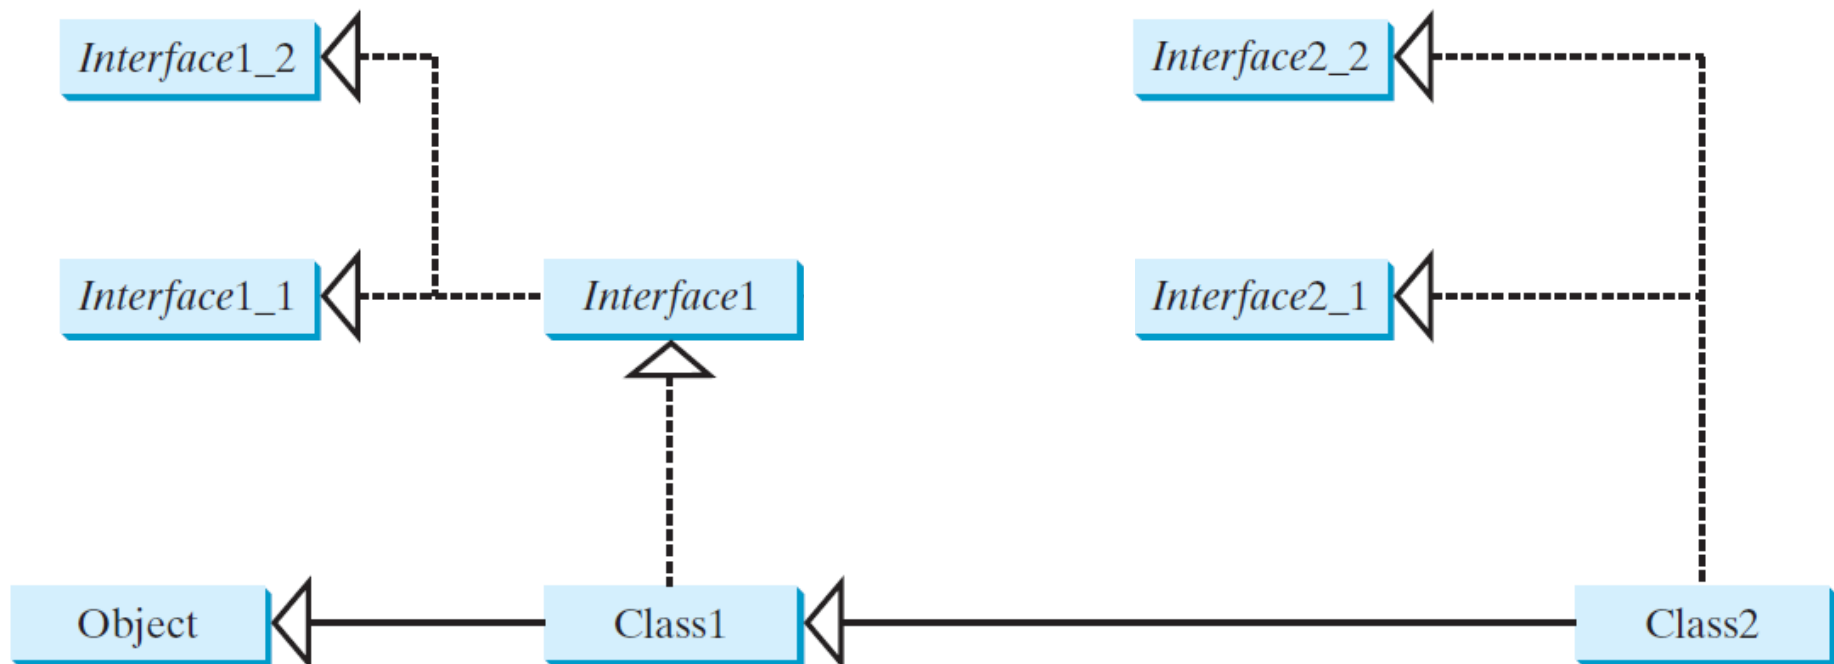 Interface1_2
Interface2_2
Interface1_1
Interface1
Interface2_1
Object
Class1
Class2